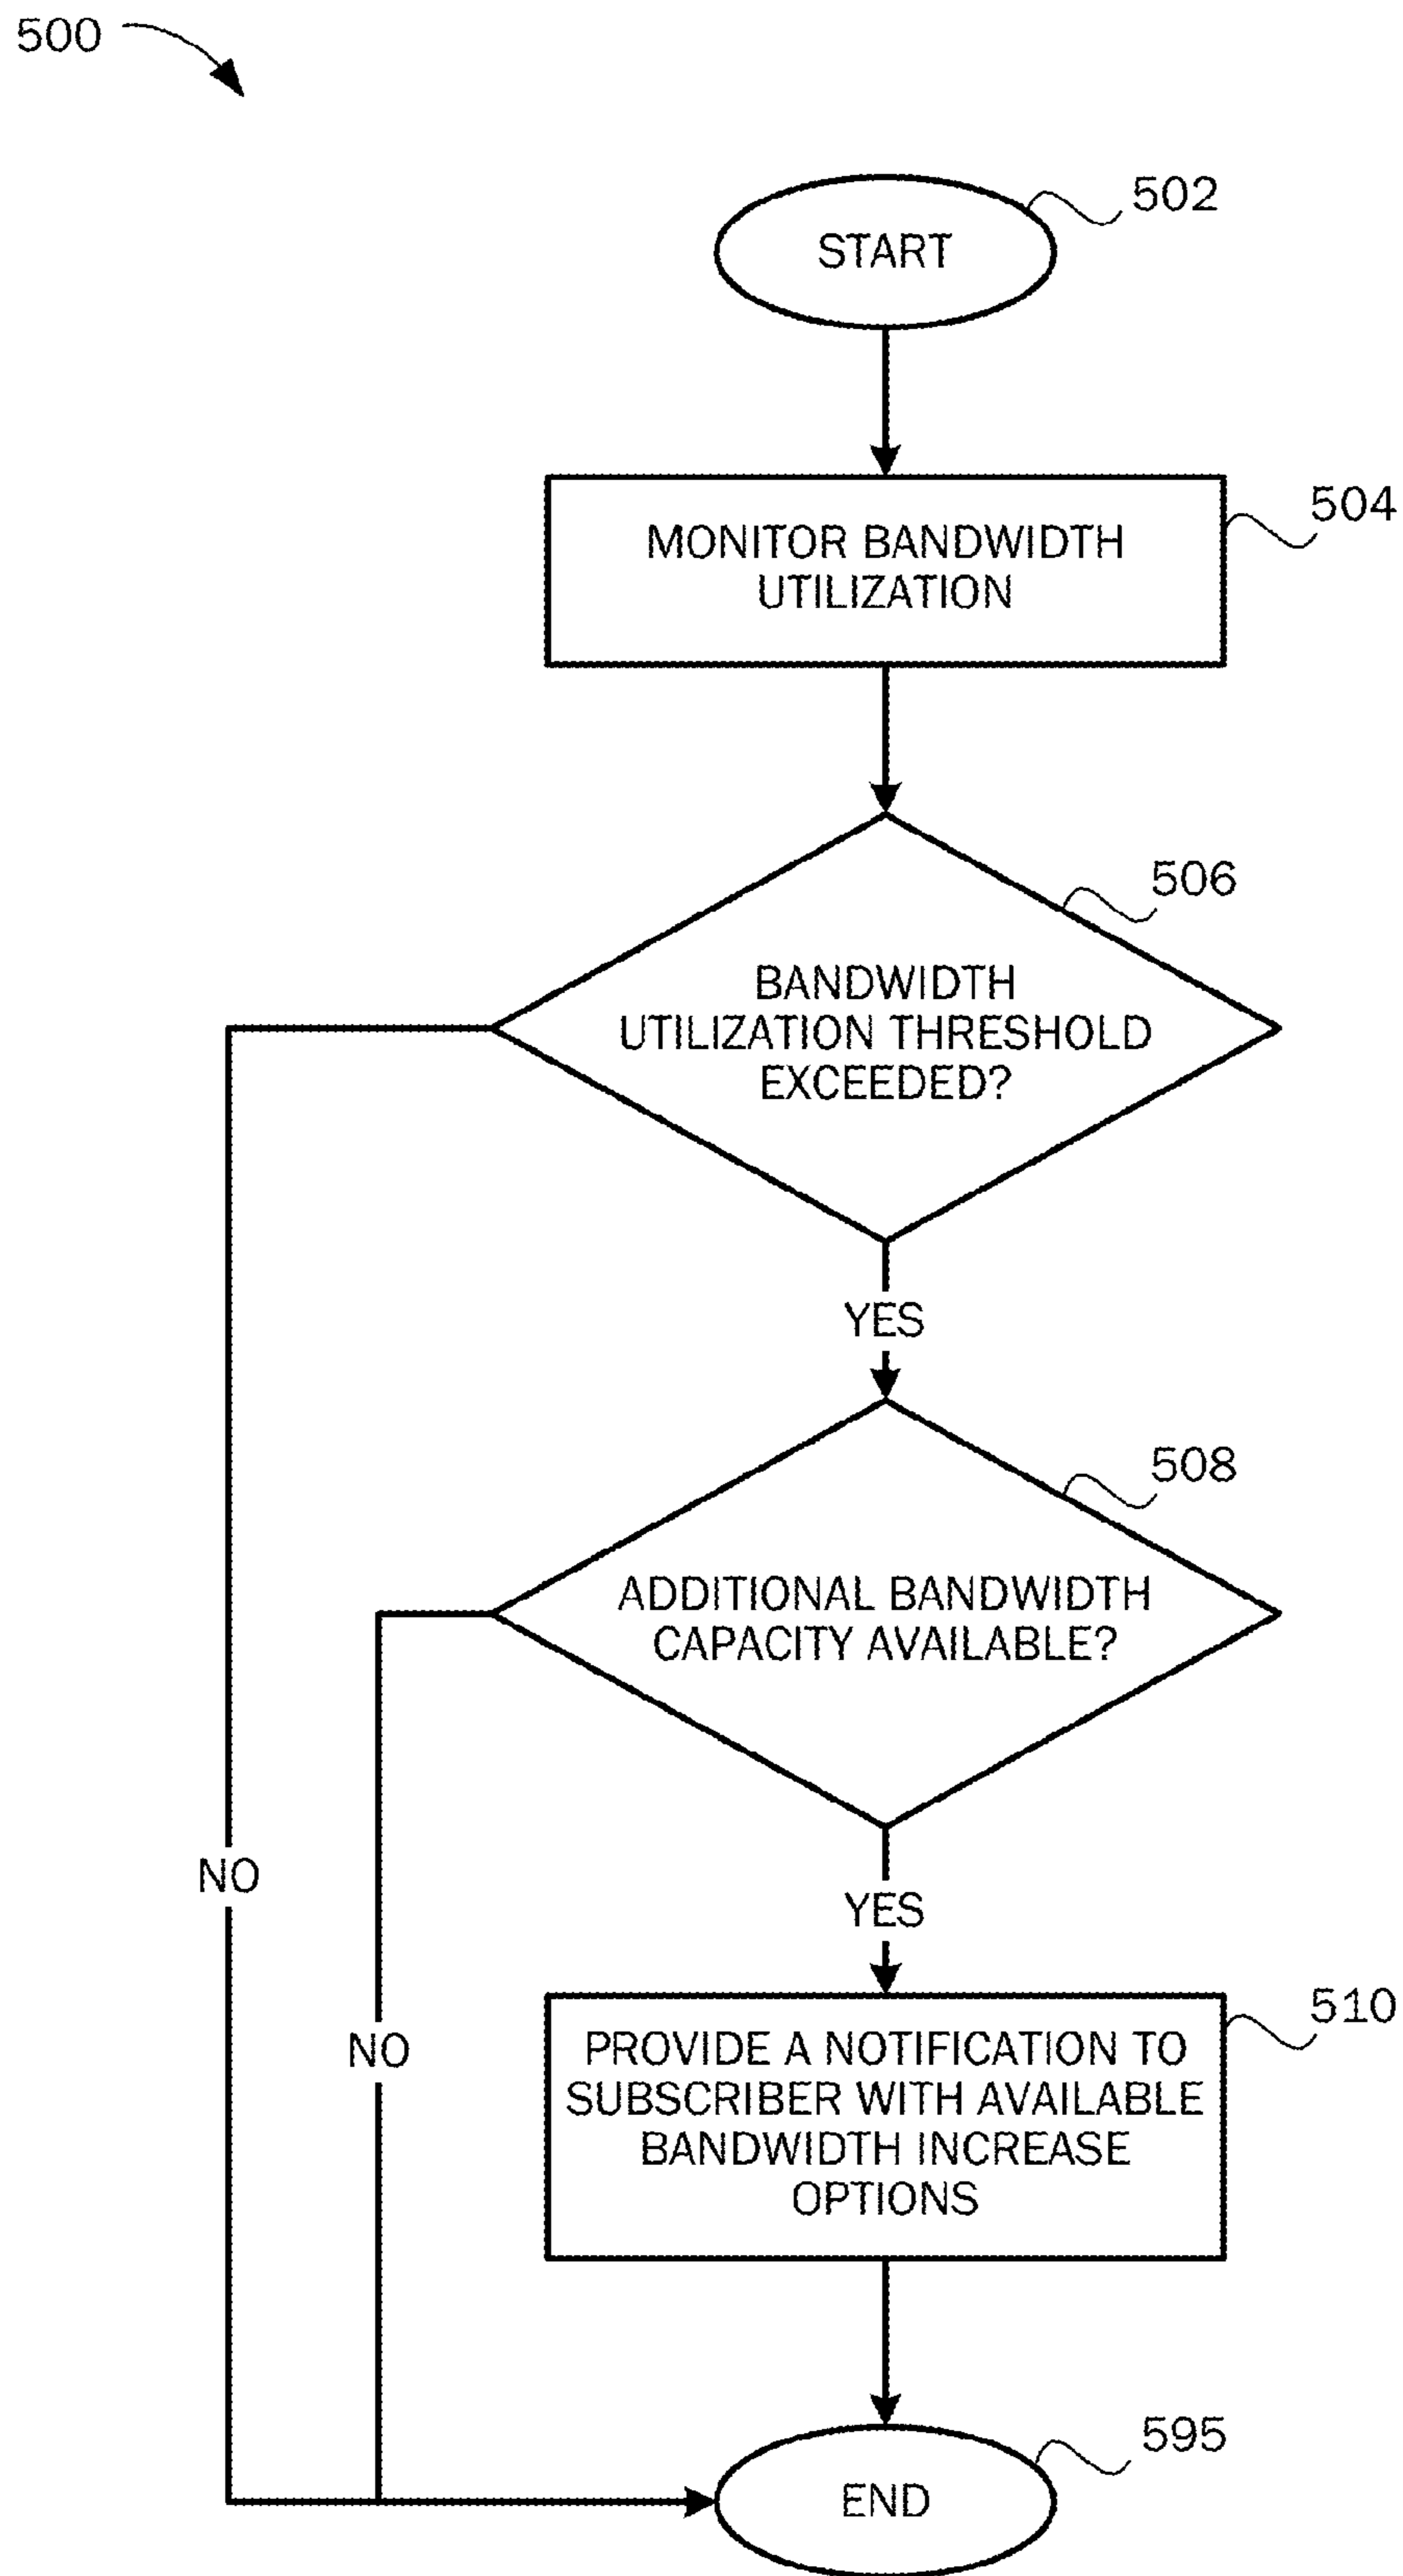 500
502
START
504
MONITOR BANDWIDTH
UTILIZATION
506
BANDWIDTH
UTILIZATION THRESHOLD
EXCEEDED?
YES
508
ADDITIONAL BANDWIDTH
CAPACITY AVAILABLE?
NO
YES
NO
510
PROVIDE A NOTIFICATION TO
SUBSCRIBER WITH AVAILABLE
BANDWIDTH INCREASE
OPTIONS
595
END